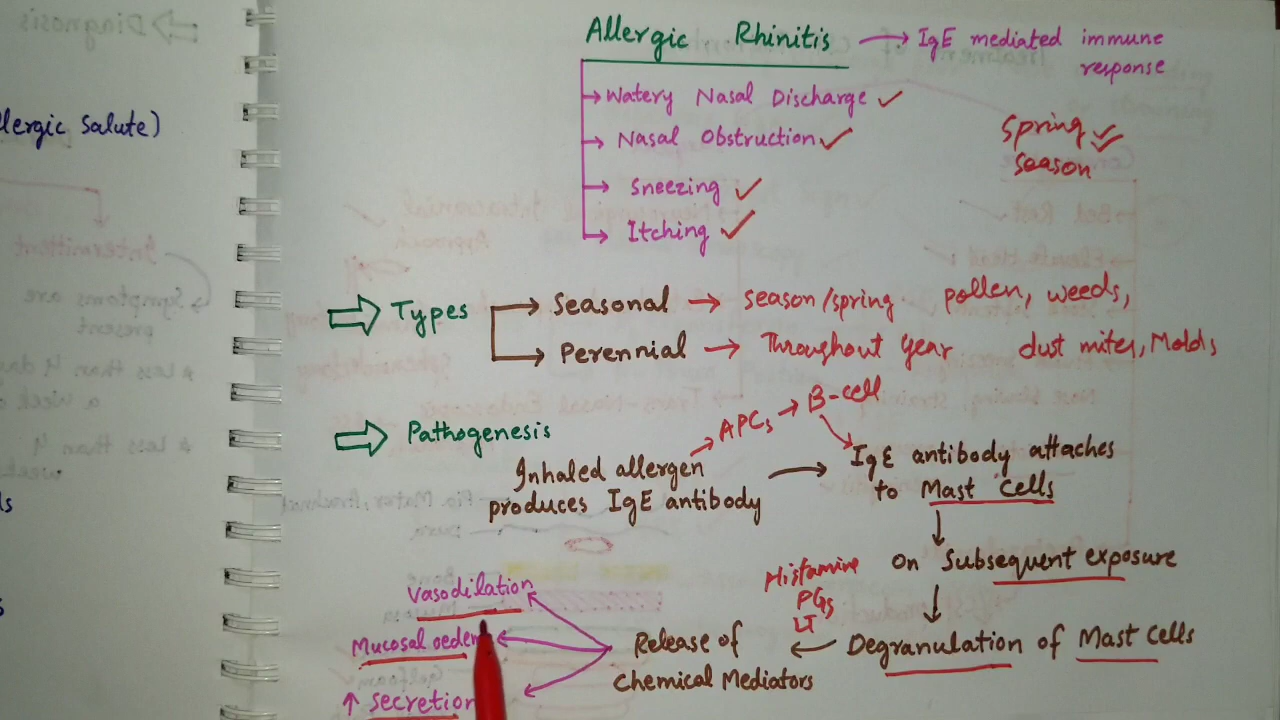 llergic Salute)
Allergic Rhinitis → IgE mediated immune
response
→ Watery Nasal Discharge ✓
→ Nasal Obstruction ✓
Spring ✓
Season
→ Sneezing ✓
→ Itching ✓
⇒ Types → Seasonal → season/spring pollen, weeds,
→ Perennial → Throughout year dust mites, Molds
⇒ Pathogenesis
Inhaled allergen
produces IgE antibody
→ APCs → B-cell
→ IgE antibody attaches
to Mast Cells
↓
On Subsequent exposure
↓
Degranulation of Mast Cells
Histamine
PGs
LT
← Release of
Chemical Mediators
Vasodilation
Mucosal oedem
↑ secretion